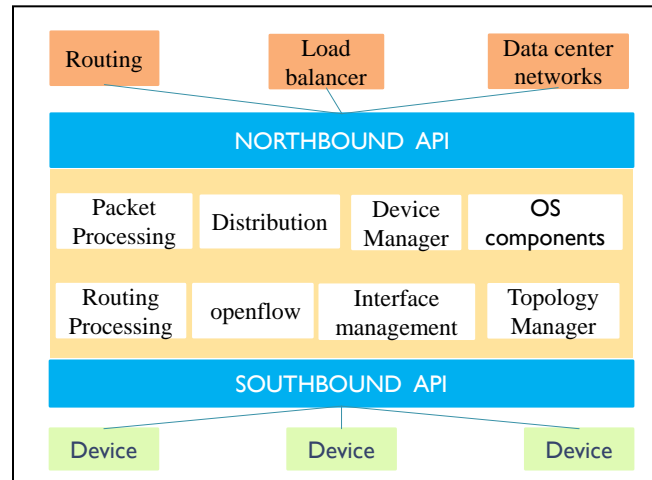 Routing
Load
balancer
Data center
networks
NORTHBOUND API
Packet
Processing
Distribution
Device
Manager
OS
components
Routing
Processing
openflow
Interface
management
Topology
Manager
SOUTHBOUND API
Device
Device
Device